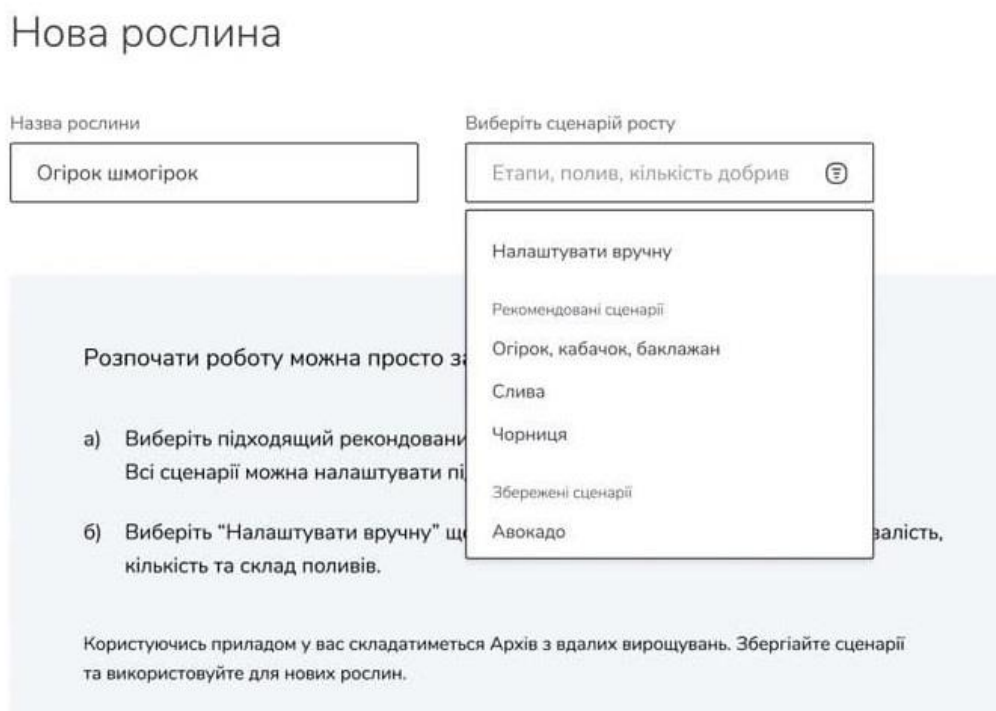 Нова рослина
Назва рослини
Виберіть сценарій росту
Огірок шмогірок
Етапи, полив, кількість добрив
Налаштувати вручну
Рекомендовані сценарії
Огірок, кабачок, баклажан
Слива
Чорниця
Збережені сценарії
Авокадо
Розпочати роботу можна просто за
а) Виберіть підходящий рекондовани
Всі сценарії можна налаштувати пі
б) Виберіть “Налаштувати вручну” що
валість,
кількість та склад поливів.
Користуючись приладом у вас складатиметься Архів з вдалих вирощувань. Збергіайте сценарії
та використовуйте для нових рослин.